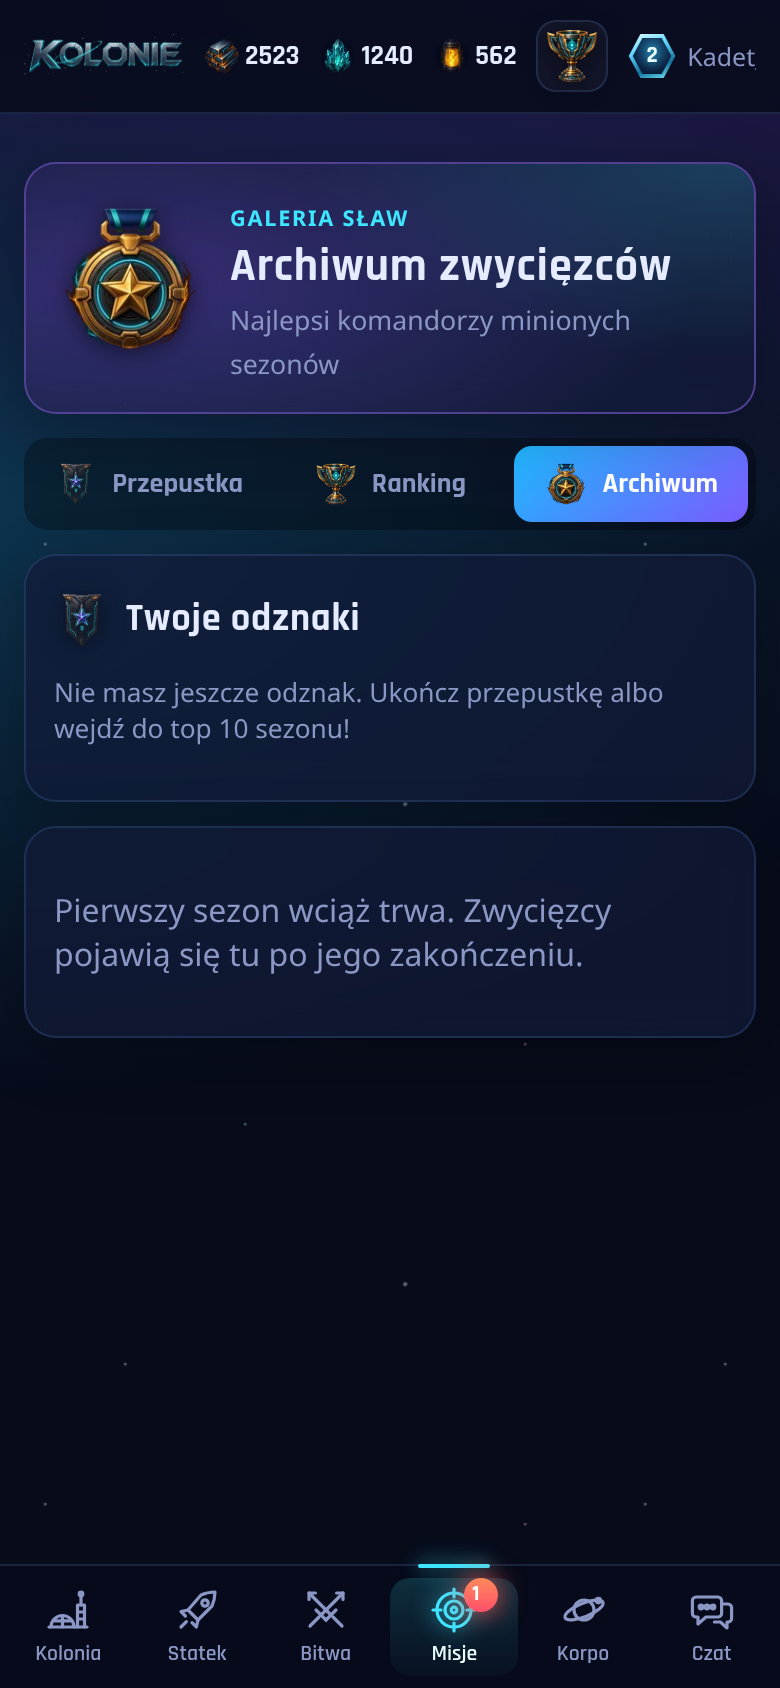 KOLONIE 2523 1240 562 2 Kadet
GALERIA SŁAW
Archiwum zwycięzców
Najlepsi komandorzy minionych
sezonów
Przepustka Ranking Archiwum
Twoje odznaki
Nie masz jeszcze odznak. Ukończ przepustkę albo
wejdź do top 10 sezonu!
Pierwszy sezon wciąż trwa. Zwycięzcy
pojawią się tu po jego zakończeniu.
1
Kolonia Statek Bitwa Misje Korpo Czat